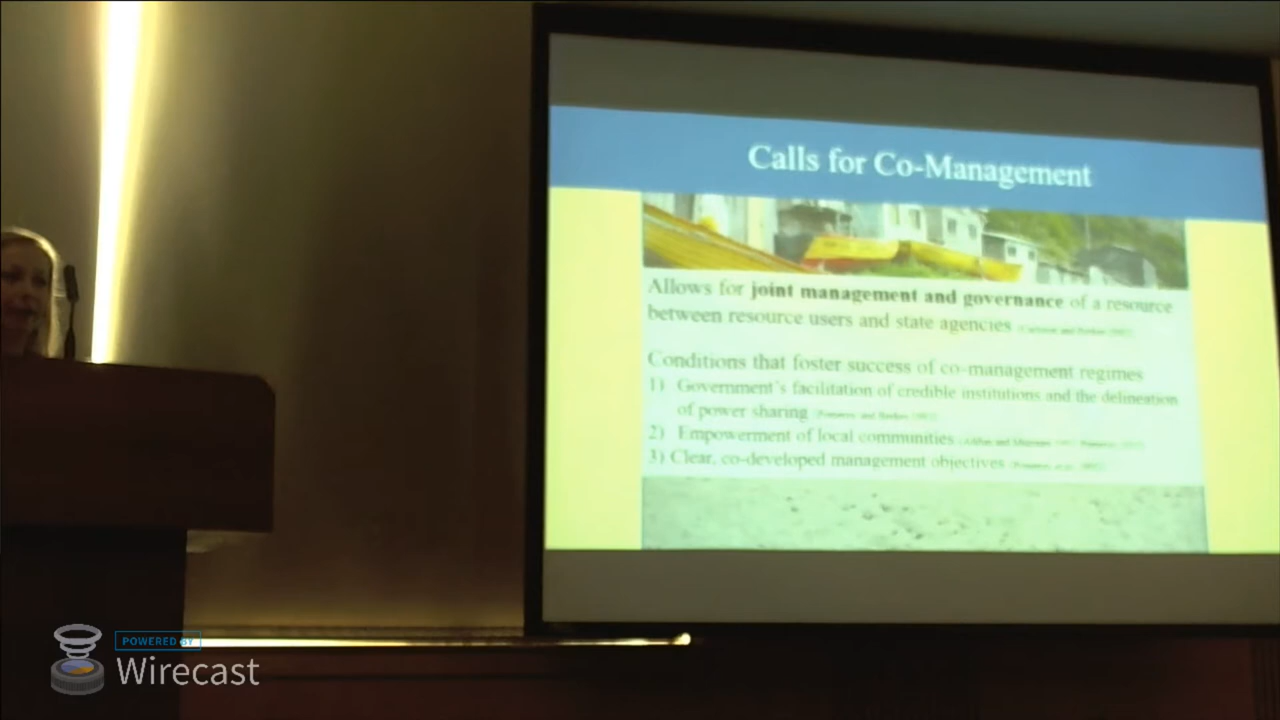 Calls for Co-Management
Allows for joint management and governance of a resource
between resource users and state agencies
Conditions that foster success of co-management regimes
1) Government's facilitation of credible institutions and the delineation
of power sharing
2) Empowerment of local communities
3) Clear, co-developed management objectives
POWERED BY
Wirecast